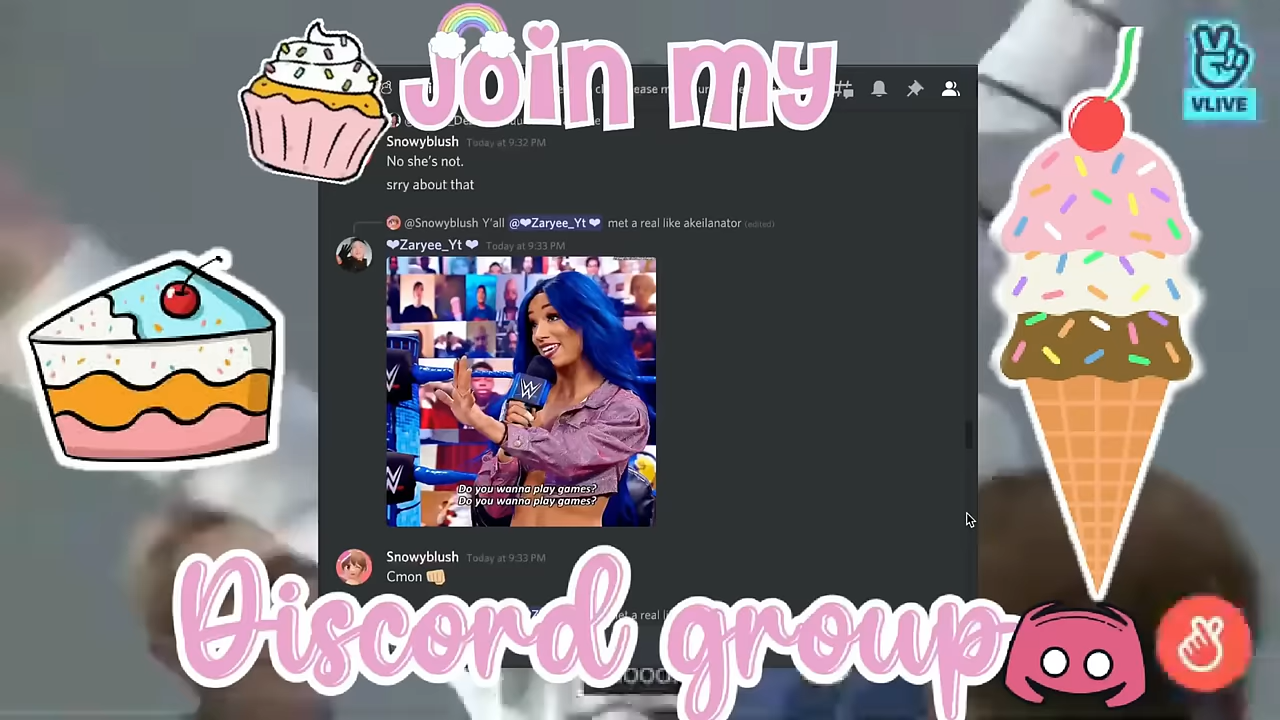 Join my
VLIVE
Snowyblush Today at 9:32 PM
No she's not.
srry about that
@Snowyblush Y'all @❤Zaryee_Yt ❤ met a real like akeilanator (edited)
❤Zaryee_Yt ❤ Today at 9:33 PM
W
W
W
Do you wanna play games?
Do you wanna play games?
Snowyblush Today at 9:33 PM
Cmon 👊
Discord group